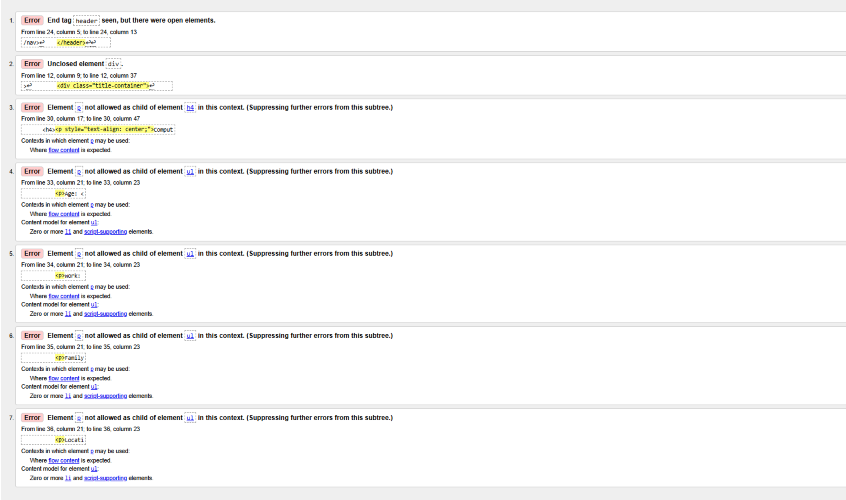 1. Error End tag header seen, but there were open elements.
From line 24, column 5; to line 24, column 13
/nav>↩ </header>↩↩
2. Error Unclosed element div.
From line 12, column 9; to line 12, column 37
>↩ <div class="title-container">↩
3. Error Element p not allowed as child of element h4 in this context. (Suppressing further errors from this subtree.)
From line 30, column 17; to line 30, column 47
<h4><p style="text-align: center;">Comput
Contexts in which element p may be used:
Where flow content is expected.
4. Error Element p not allowed as child of element ul in this context. (Suppressing further errors from this subtree.)
From line 33, column 21; to line 33, column 23
<p>Age: <
Contexts in which element p may be used:
Where flow content is expected.
Content model for element ul:
Zero or more li and script-supporting elements.
5. Error Element p not allowed as child of element ul in this context. (Suppressing further errors from this subtree.)
From line 34, column 21; to line 34, column 23
<p>Work:
Contexts in which element p may be used:
Where flow content is expected.
Content model for element ul:
Zero or more li and script-supporting elements.
6. Error Element p not allowed as child of element ul in this context. (Suppressing further errors from this subtree.)
From line 35, column 21; to line 35, column 23
<p>Family
Contexts in which element p may be used:
Where flow content is expected.
Content model for element ul:
Zero or more li and script-supporting elements.
7. Error Element p not allowed as child of element ul in this context. (Suppressing further errors from this subtree.)
From line 36, column 21; to line 36, column 23
<p>Locati
Contexts in which element p may be used:
Where flow content is expected.
Content model for element ul:
Zero or more li and script-supporting elements.